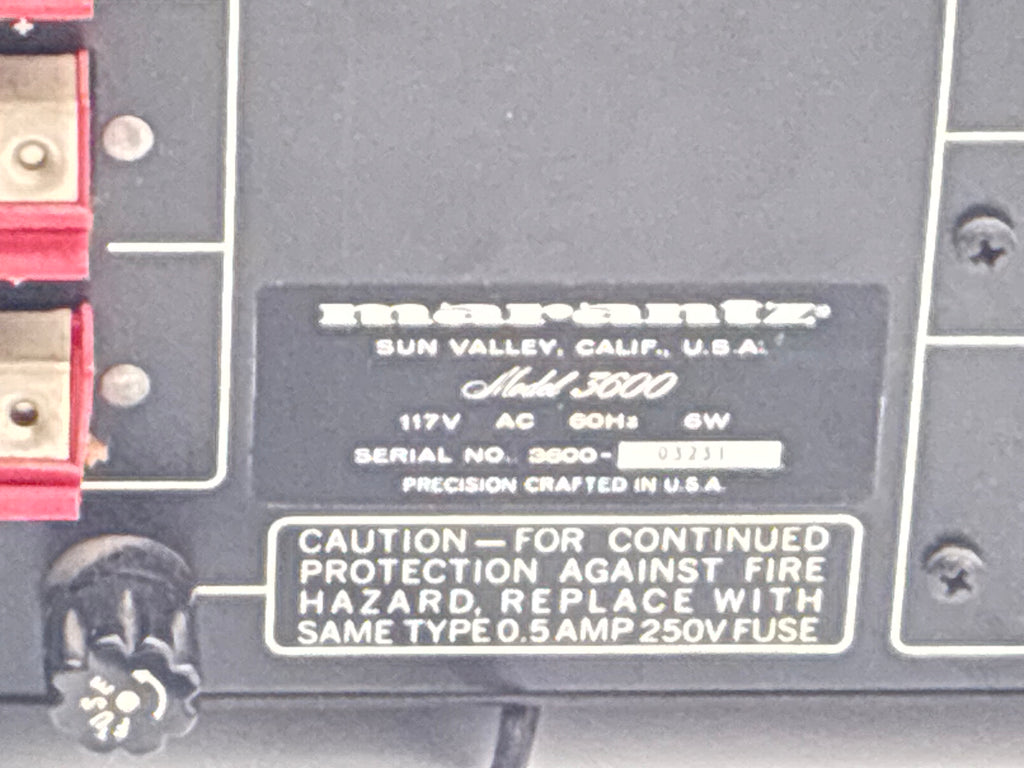 marantz
SUN VALLEY, CALIF., U.S.A.
Model 3600
117V AC 60Hz 6W
SERIAL NO. 3600- 03231
PRECISION CRAFTED IN U.S.A.
CAUTION—FOR CONTINUED
PROTECTION AGAINST FIRE
HAZARD, REPLACE WITH
SAME TYPE 0.5 AMP 250V FUSE
FUSE